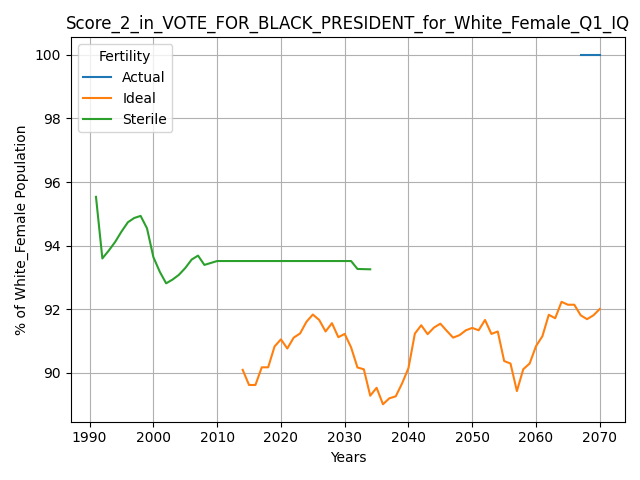 Score_2_in_VOTE_FOR_BLACK_PRESIDENT_for_White_Female_Q1_IQ
Fertility
Actual
Ideal
Sterile
% of White_Female Population
100
98
96
94
92
90
1990 2000 2010 2020 2030 2040 2050 2060 2070
Years